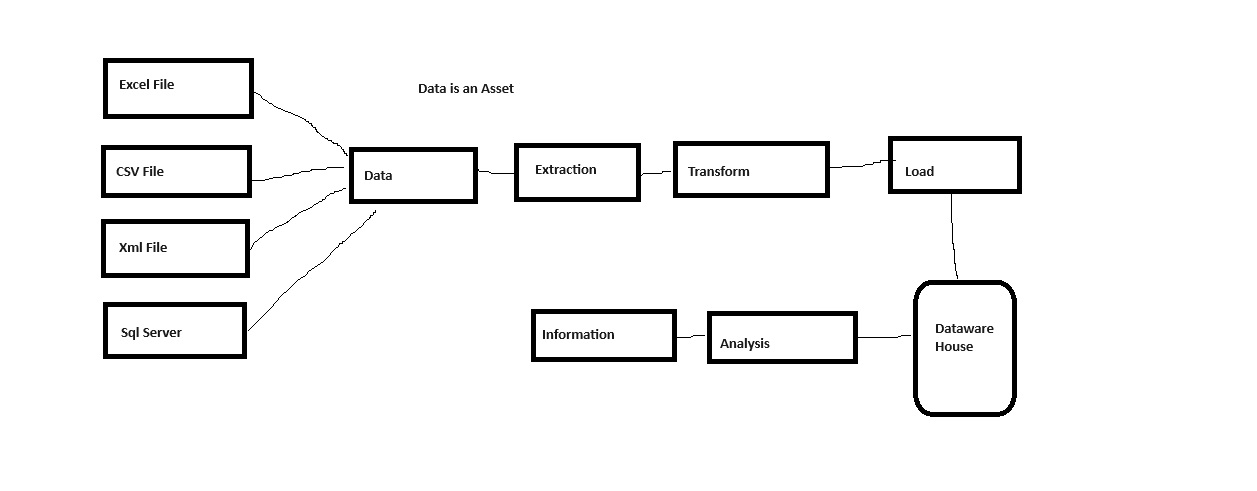 Excel File
Data is an Asset
CSV File
Data
Extraction
Transform
Load
Xml File
Sql Server
Information
Analysis
Dataware
House